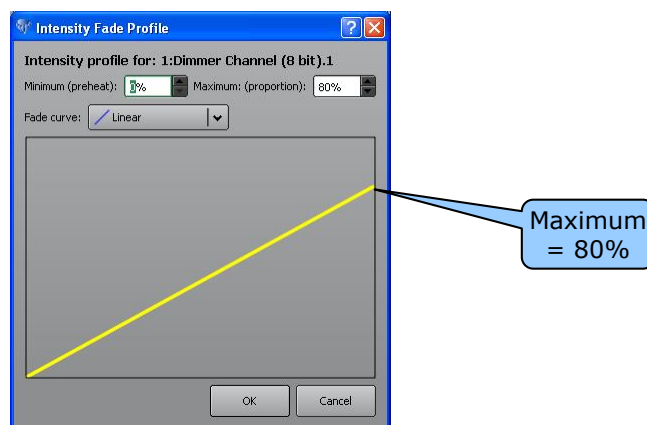 Intensity Fade Profile
Intensity profile for: 1:Dimmer Channel (8 bit).1
Minimum (preheat): 0% Maximum: (proportion): 80%
Fade curve: Linear
Maximum
= 80%
OK Cancel